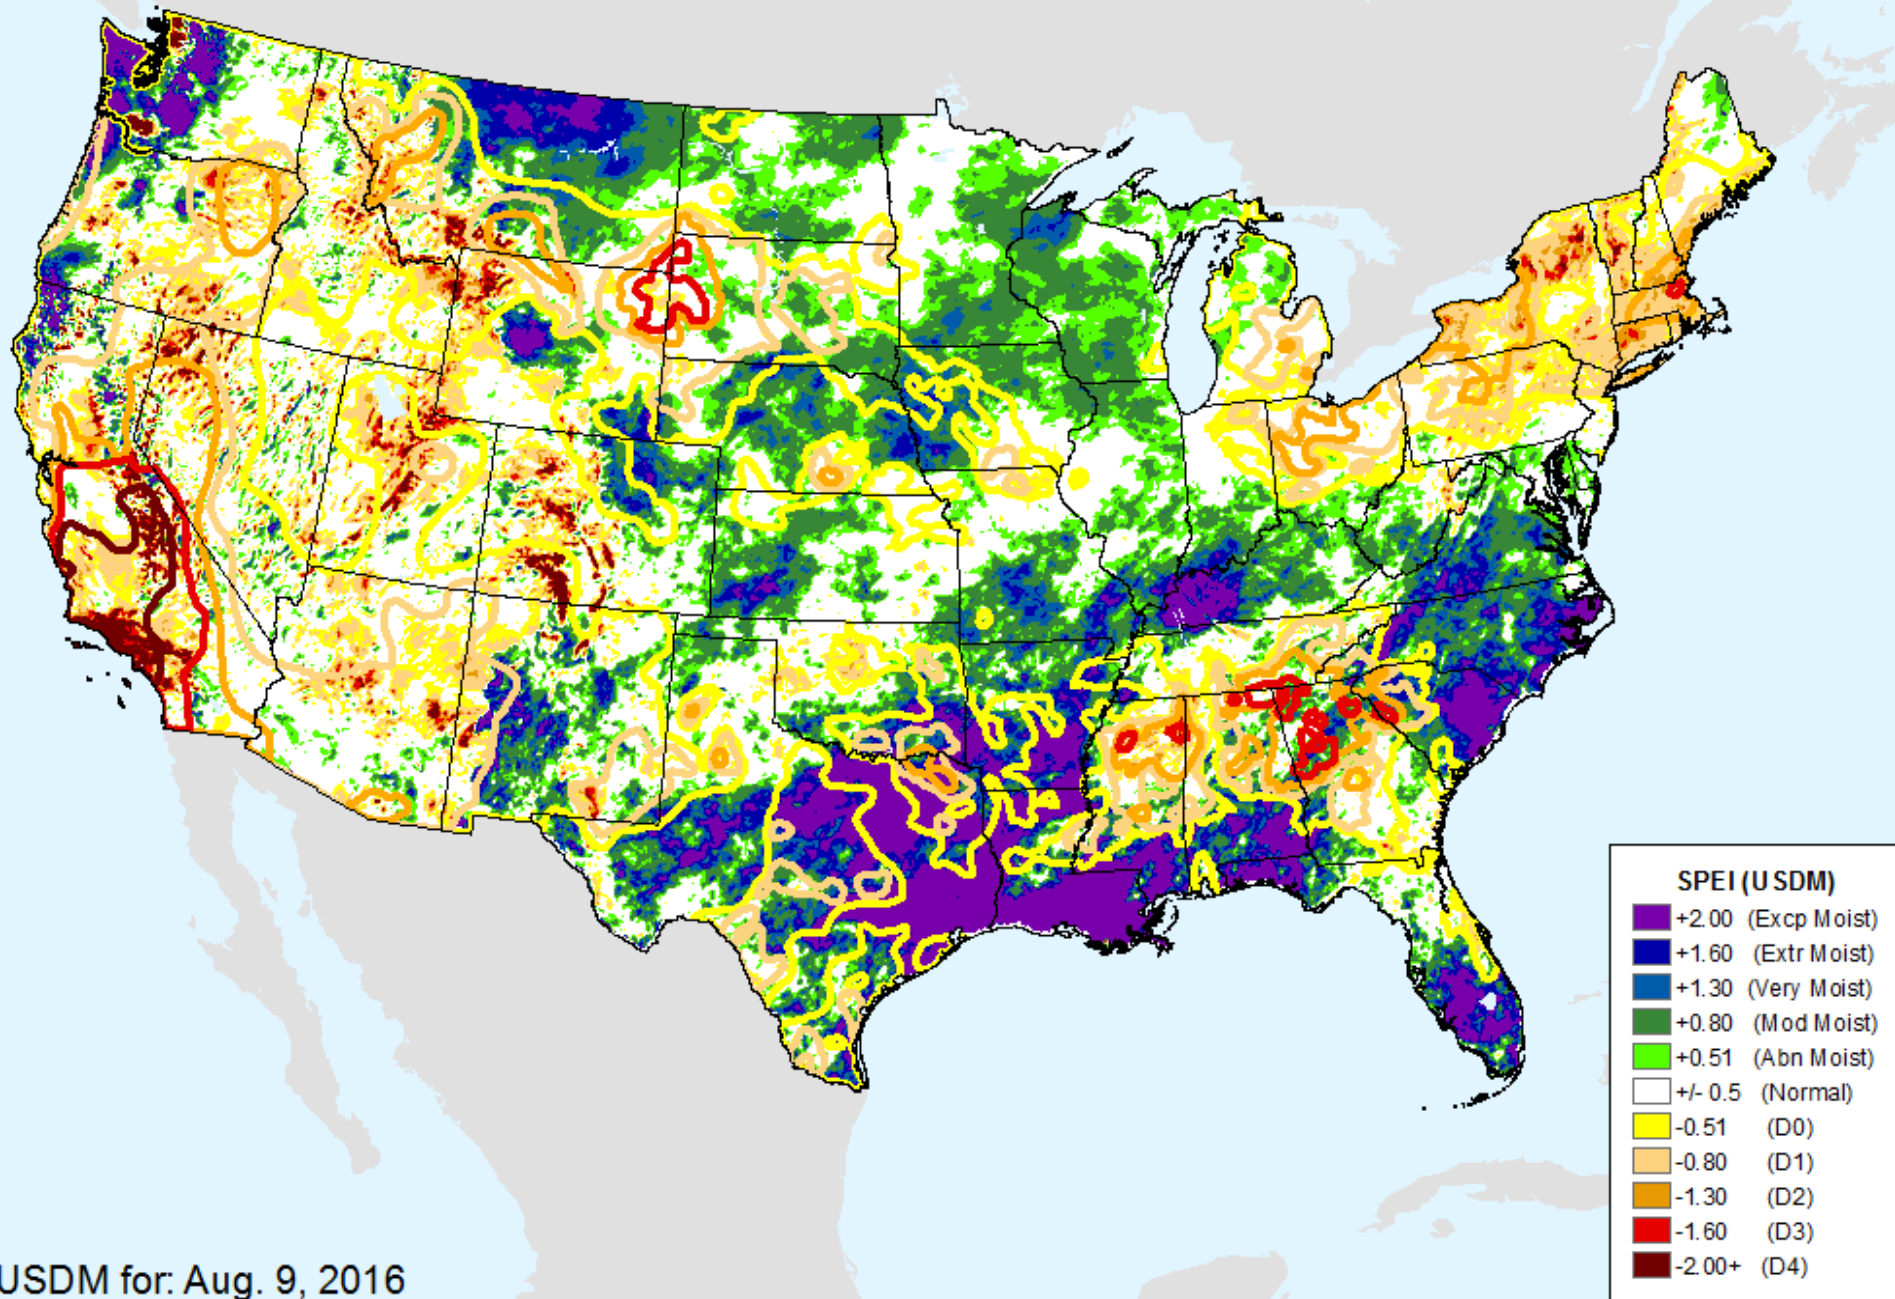 SPEI (USDM)
+2.00 (Excp Moist)
+1.60 (Extr Moist)
+1.30 (Very Moist)
+0.80 (Mod Moist)
+0.51 (Abn Moist)
+/- 0.5 (Normal)
-0.51 (D0)
-0.80 (D1)
-1.30 (D2)
-1.60 (D3)
-2.00+ (D4)
USDM for: Aug. 9, 2016